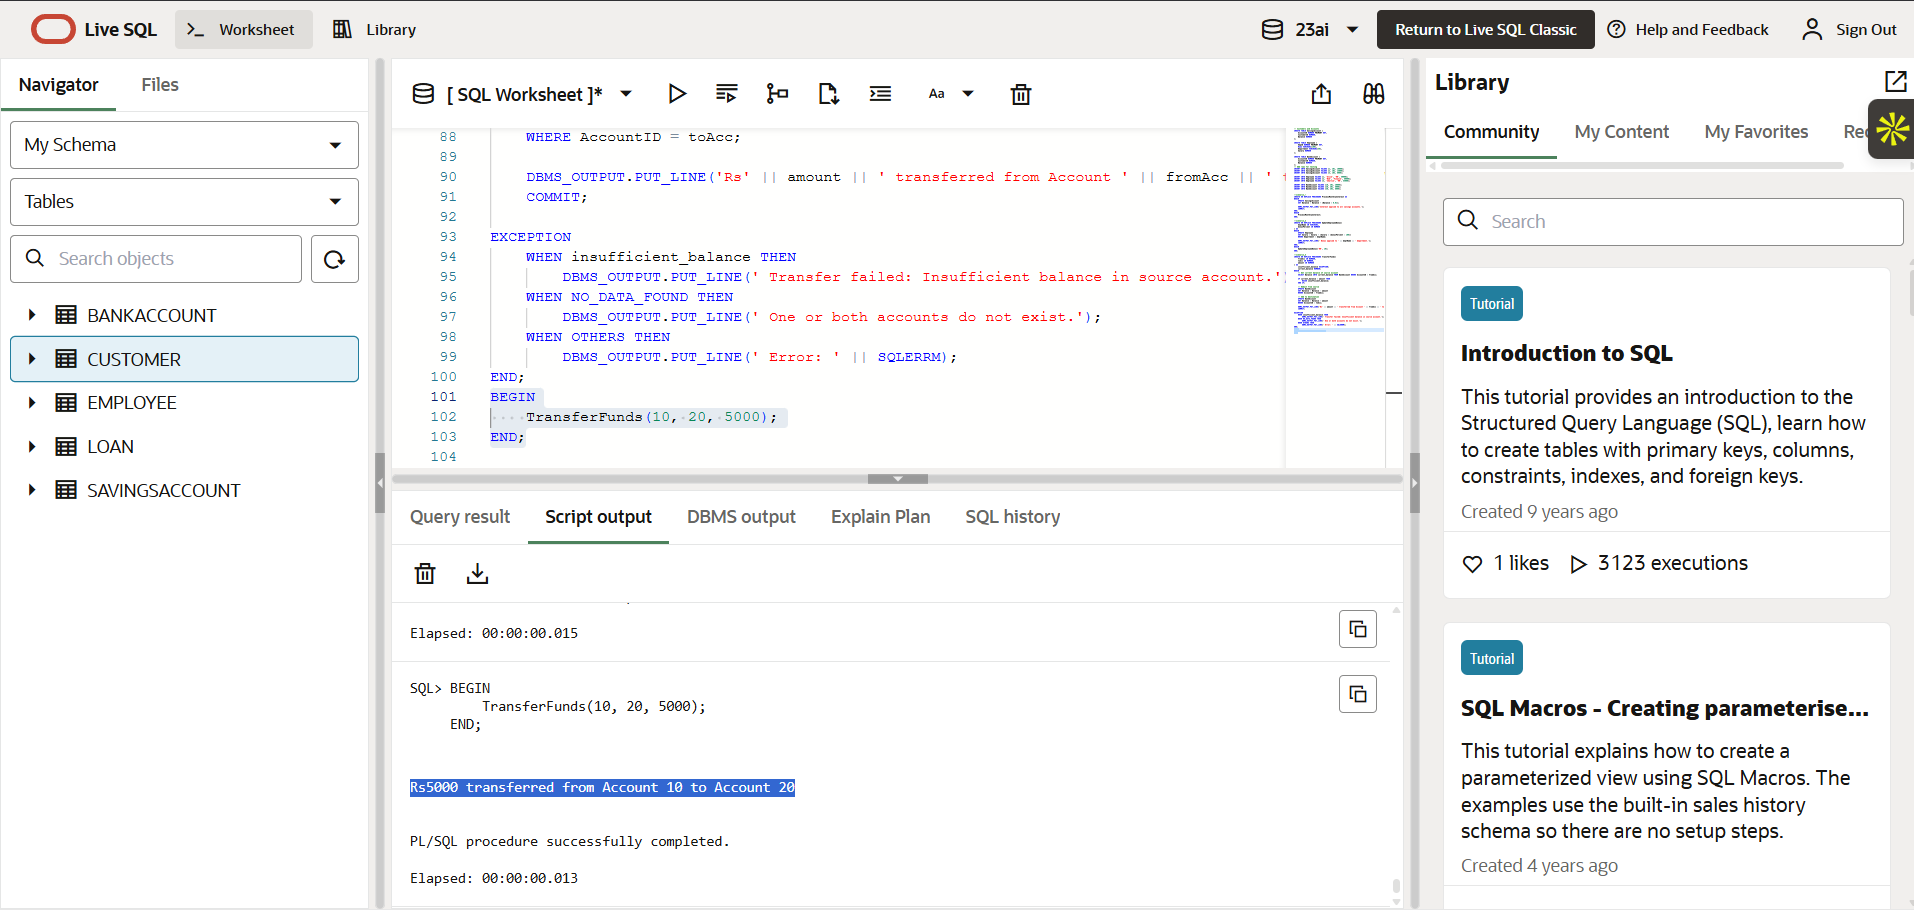 Live SQL
Worksheet
Library
23ai
Return to Live SQL Classic
Help and Feedback
Sign Out
Navigator
Files
My Schema
Tables
Search objects
BANKACCOUNT
CUSTOMER
EMPLOYEE
LOAN
SAVINGSACCOUNT
[ SQL Worksheet ]*
Aa
88 WHERE AccountID = toAcc;
89
90 DBMS_OUTPUT.PUT_LINE('Rs' || amount || ' transferred from Account ' || fromAcc || '
91 COMMIT;
92
93 EXCEPTION
94 WHEN insufficient_balance THEN
95 DBMS_OUTPUT.PUT_LINE(' Transfer failed: Insufficient balance in source account.'
96 WHEN NO_DATA_FOUND THEN
97 DBMS_OUTPUT.PUT_LINE(' One or both accounts do not exist.');
98 WHEN OTHERS THEN
99 DBMS_OUTPUT.PUT_LINE(' Error: ' || SQLERRM);
100 END;
101 BEGIN
102 TransferFunds(10, 20, 5000);
103 END;
104
Query result
Script output
DBMS output
Explain Plan
SQL history
Elapsed: 00:00:00.015
SQL> BEGIN
TransferFunds(10, 20, 5000);
END;
Rs5000 transferred from Account 10 to Account 20
PL/SQL procedure successfully completed.
Elapsed: 00:00:00.013
Library
Community
My Content
My Favorites
Search
Tutorial
Introduction to SQL
This tutorial provides an introduction to the
Structured Query Language (SQL), learn how
to create tables with primary keys, columns,
constraints, indexes, and foreign keys.
Created 9 years ago
1 likes
3123 executions
Tutorial
SQL Macros - Creating parameterise...
This tutorial explains how to create a
parameterized view using SQL Macros. The
examples use the built-in sales history
schema so there are no setup steps.
Created 4 years ago